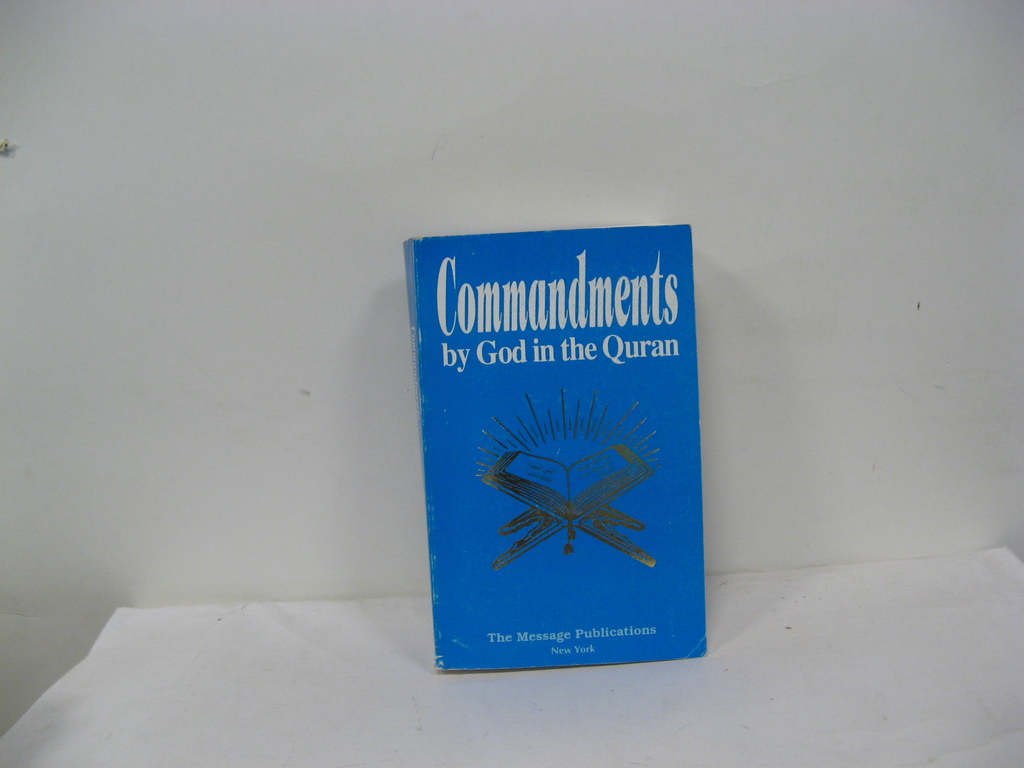 Commandments
by God in the Quran
The Message Publications
New York